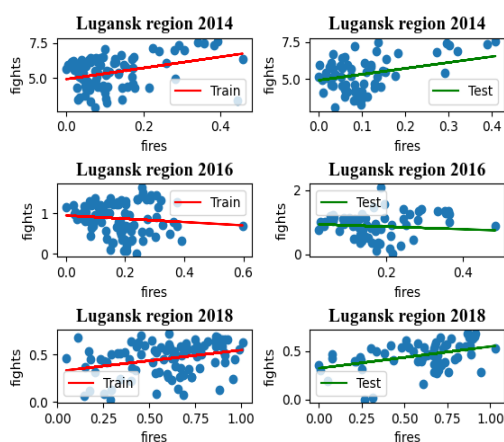 Lugansk region 2014
7.5
5.0
fights
0.0
0.2
0.4
fires
Train
Lugansk region 2014
7.5
5.0
fights
0.0
0.1
0.2
0.3
0.4
fires
Test
Lugansk region 2016
1
0
fights
0.0
0.2
0.4
0.6
fires
Train
Lugansk region 2016
2
0
fights
0.2
0.4
fires
Test
Lugansk region 2018
0.5
0.0
fights
0.00
0.25
0.50
0.75
1.00
fires
Train
Lugansk region 2018
0.5
0.0
fights
0.00
0.25
0.50
0.75
1.00
fires
Test